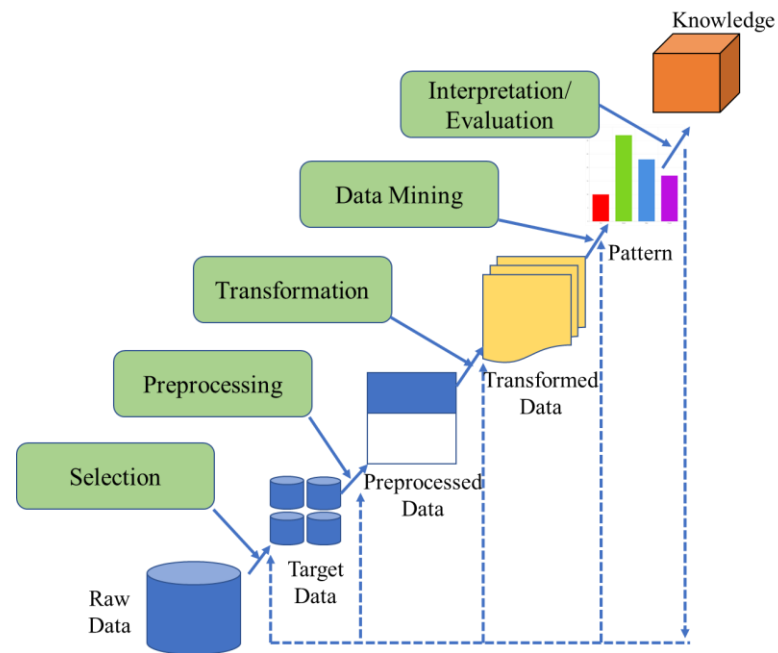 Knowledge
Interpretation/
Evaluation
Data Mining
Pattern
Transformation
Transformed
Data
Preprocessing
Preprocessed
Data
Selection
Target
Data
Raw
Data